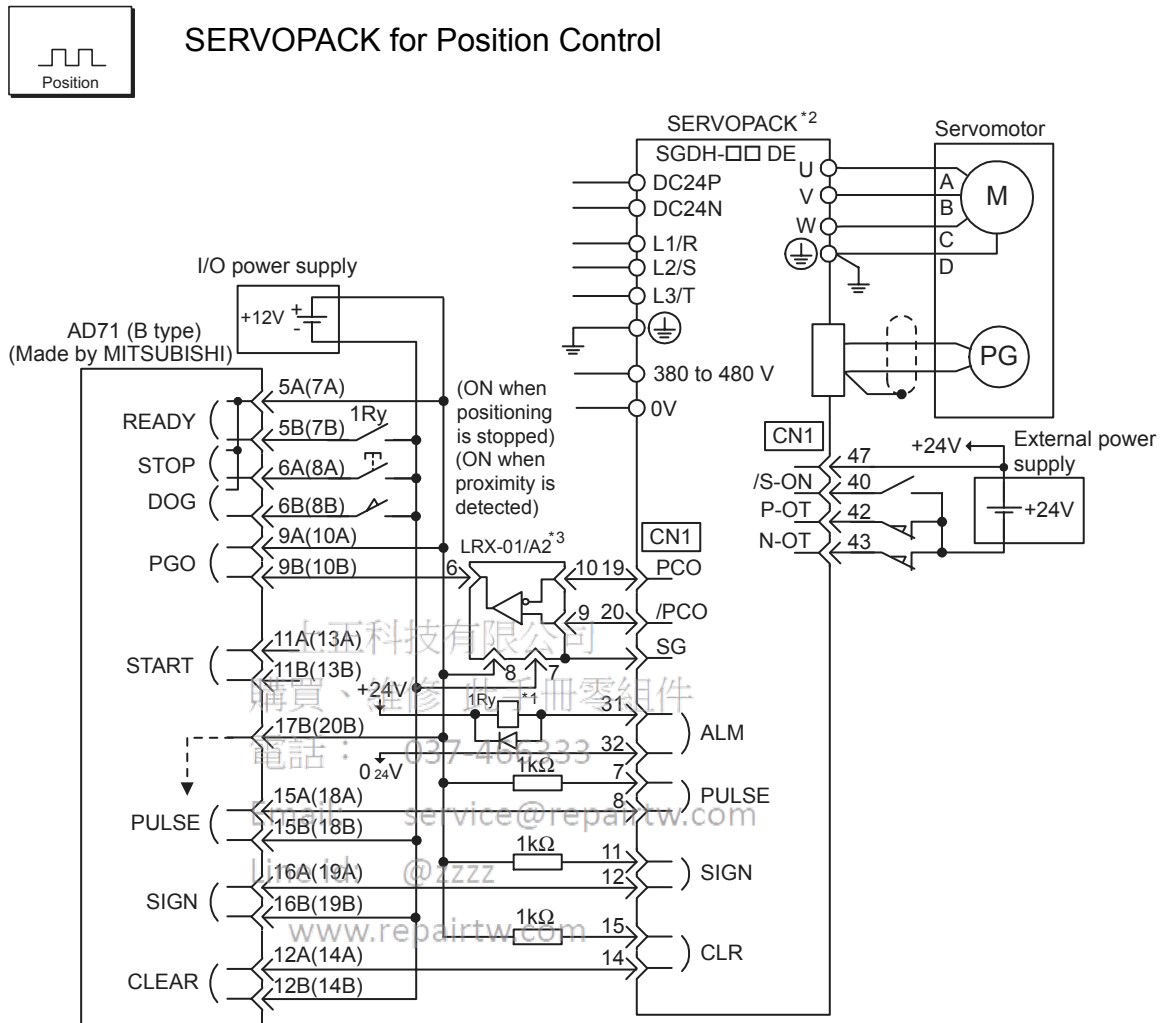 Position
SERVOPACK for Position Control
SERVOPACK*2
SGDH-□□ DE
Servomotor
DC24P
DC24N
L1/R
L2/S
L3/T
380 to 480 V
0V
U
V
W
A
B
C
D
M
PG
I/O power supply
+12V
+
-
AD71 (B type)
(Made by MITSUBISHI)
READY
STOP
DOG
PGO
START
PULSE
SIGN
CLEAR
5A(7A)
5B(7B)
1Ry
6A(8A)
6B(8B)
9A(10A)
9B(10B)
11A(13A)
11B(13B)
17B(20B)
15A(18A)
15B(18B)
16A(19A)
16B(19B)
12A(14A)
12B(14B)
(ON when
positioning
is stopped)
(ON when
proximity is
detected)
LRX-01/A2*3
6
10
9
8
7
CN1
19
PCO
20
/PCO
SG
+24V
1Ry
*1
31
32
ALM
0 24V
1kΩ
7
8
PULSE
1kΩ
11
12
SIGN
1kΩ
15
14
CLR
CN1
47
/S-ON
40
P-OT
42
N-OT
43
+24V
External power
supply
+24V
上正科技有限公司
購買、維修 此手冊零組件
電話： 037-466333
Email: service@repairtw.com
Line id: @zzzz
www.repairtw.com